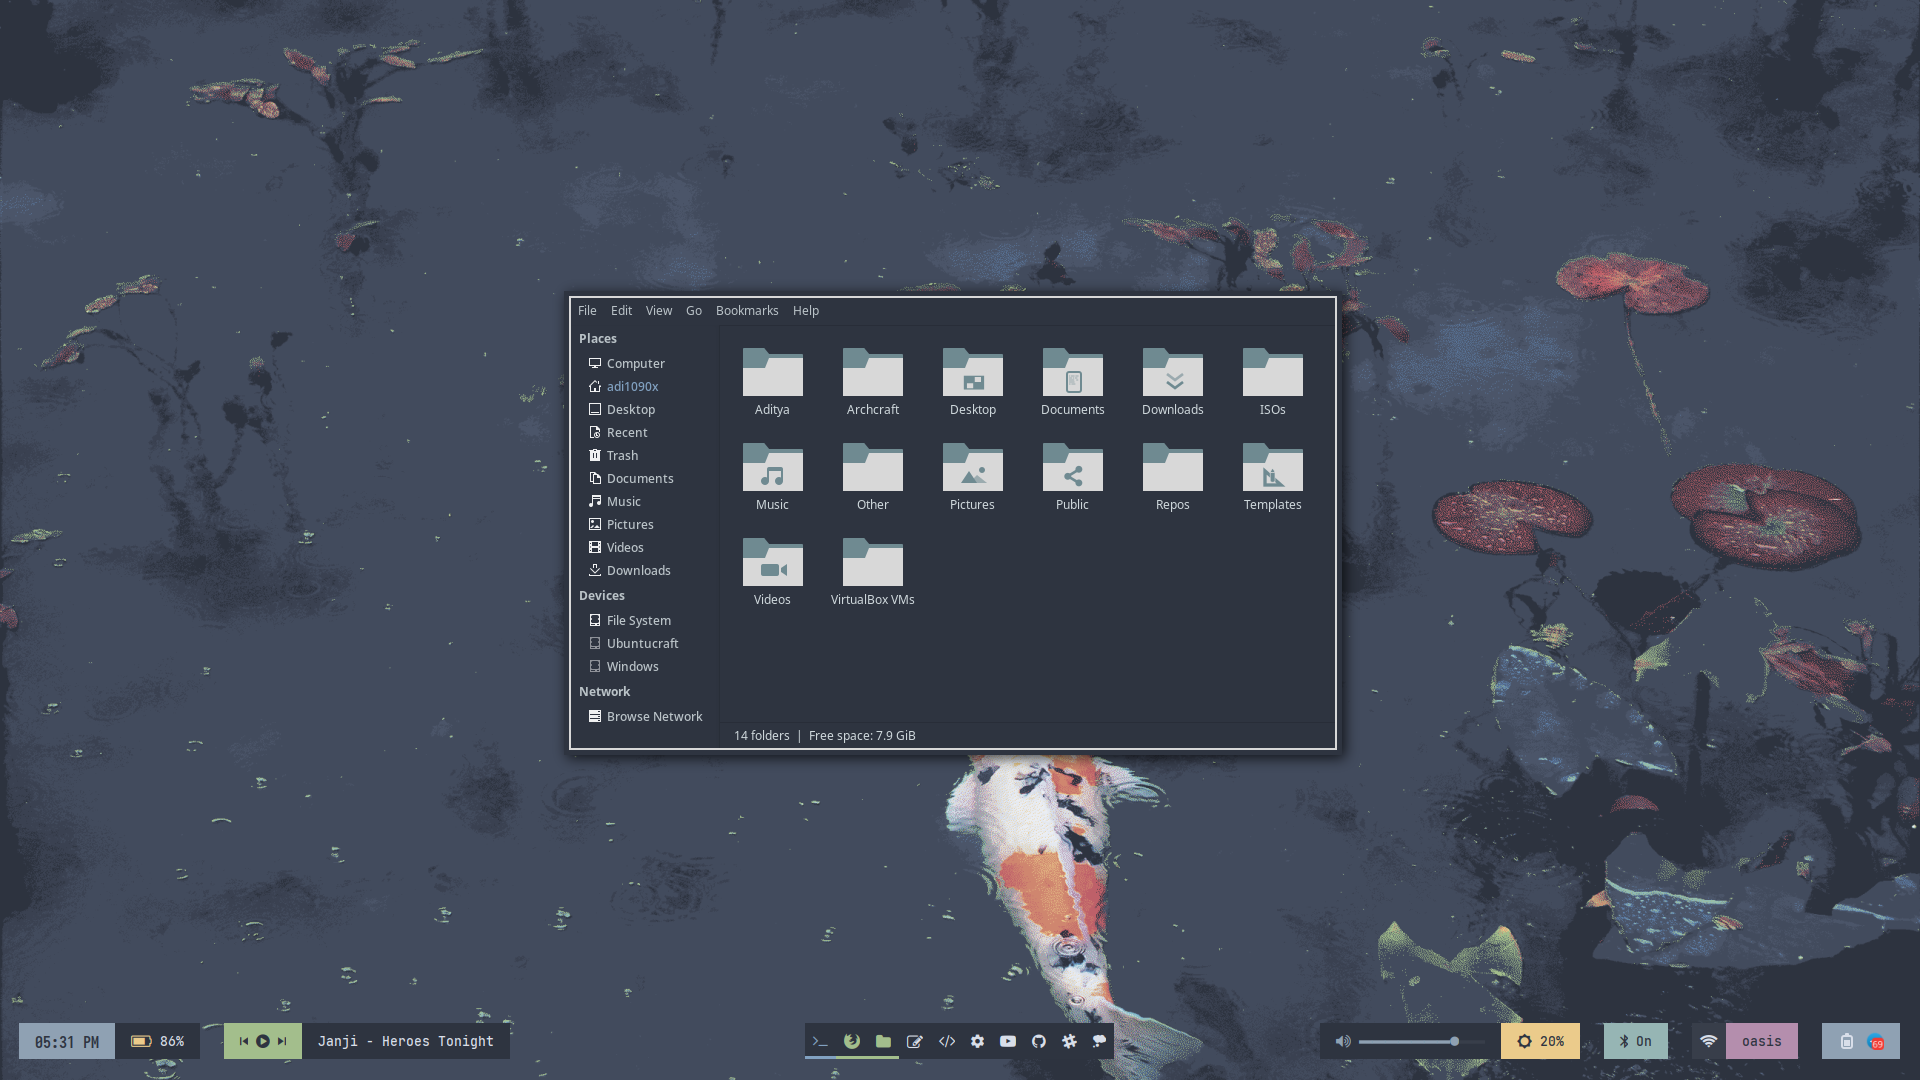 File Edit View Go Bookmarks Help
Places
Computer
adi1090x
Desktop
Recent
Trash
Documents
Music
Pictures
Videos
Downloads
Devices
File System
Ubuntucraft
Windows
Network
Browse Network
Aditya Archcraft Desktop Documents Downloads ISOs
Music Other Pictures Public Repos Templates
Videos VirtualBox VMs
14 folders | Free space: 7.9 GiB
05:31 PM 86% Janji - Heroes Tonight 20% On oasis 69